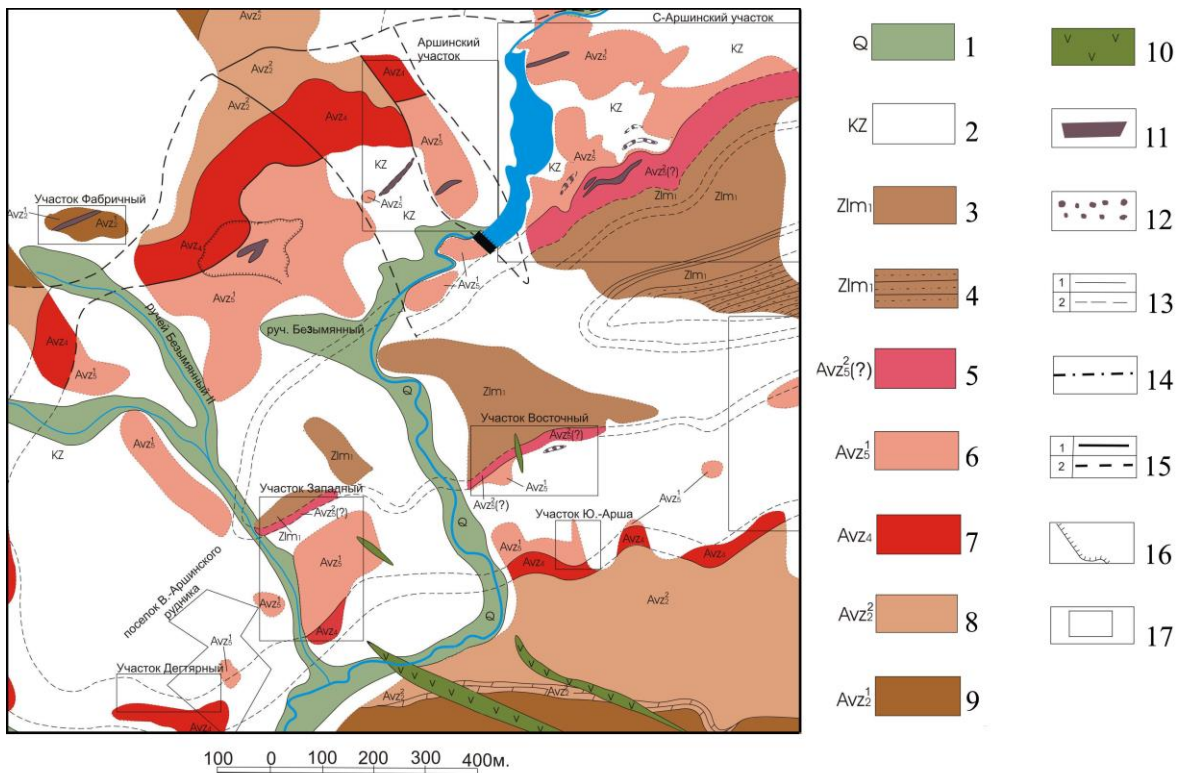 С-Аршинский участок
Аршинский
участок
KZ
Avz₂²
Avz₄
Avz₅¹
KZ
Avz₂²
Avz₄
Avz₅¹
KZ
KZ
KZ
Avz₅¹
Avz₅²(?)
Zlm₁
Zlm₁
Участок Фабричный
Avz₅¹
KZ
Avz₄
Avz₅¹
Zlm₁
Avz₅¹
руч. Безымянный
ручей Безымянный II
Avz₄
Avz₅¹
Q
Zlm₁
Участок Восточный
Avz₅²(?)
KZ
Avz₅¹
Zlm₁
Avz₅²(?)
Avz₅¹
Avz₅¹
Участок Западный
Avz₅²(?)
Zlm₁
Q
Участок Ю.-Арша
Avz₅¹
Avz₄
Avz₄
Avz₅¹
поселок В.-Аршинского
рудника
Avz₅¹
Avz₄
Q
Avz₂²
Avz₅¹
Участок Дегтярный
Avz₄
Avz₂²
V V V V V V
100 0 100 200 300 400м.
Q 1
KZ 2
Zlm₁ 3
Zlm₁ 4
Avz₅²(?) 5
Avz₅¹ 6
Avz₄ 7
Avz₂² 8
Avz₂¹ 9
V V V 10
11
12
1
2
13
14
1
2
15
16
17